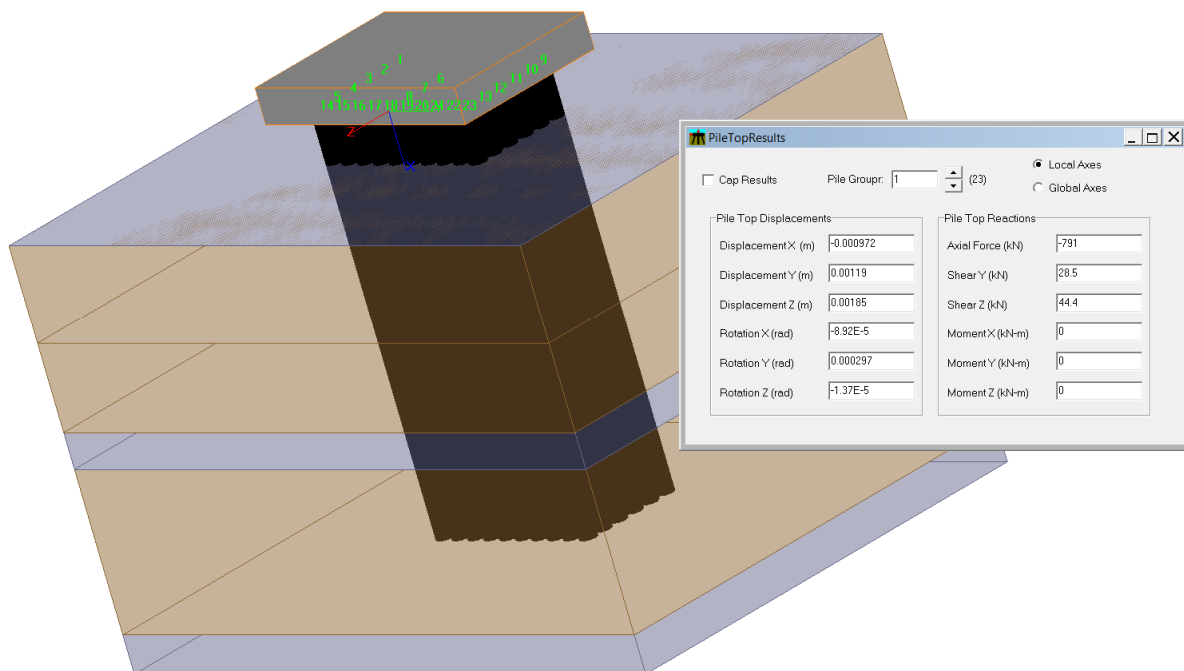 1
2
3
4
5
6
7
8
9
10
11
12
13
14 15 16 17 18 19 20 21 22 23
Z
X
PileTopResults
Cap Results Pile Groupr: 1 (23)
Local Axes
Global Axes
Pile Top Displacements
Displacement X (m) -0.000972
Displacement Y (m) 0.00119
Displacement Z (m) 0.00185
Rotation X (rad) -8.92E-5
Rotation Y (rad) 0.000297
Rotation Z (rad) -1.37E-5
Pile Top Reactions
Axial Force (kN) -791
Shear Y (kN) 28.5
Shear Z (kN) 44.4
Moment X (kN-m) 0
Moment Y (kN-m) 0
Moment Z (kN-m) 0